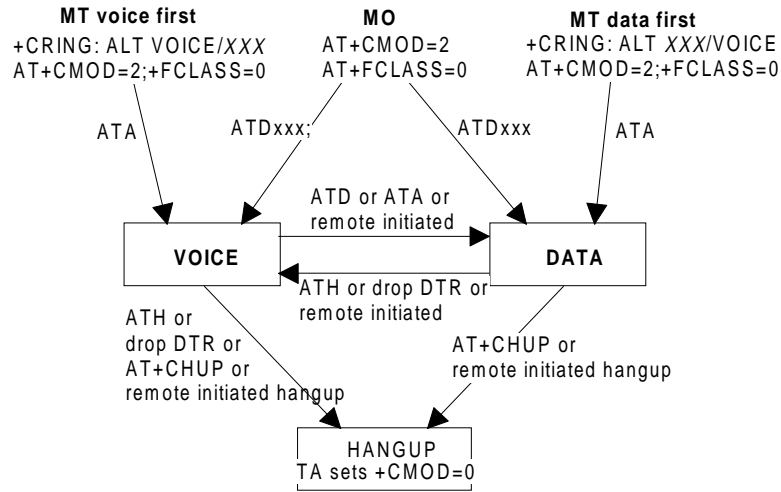 MT voice first
+CRING: ALT VOICE/XXX
AT+CMOD=2;+FCLASS=0
MO
AT+CMOD=2
AT+FCLASS=0
MT data first
+CRING: ALT XXX/VOICE
AT+CMOD=2;+FCLASS=0
ATA
ATDxxx;
ATDxxx
ATA
ATD or ATA or
remote initiated
VOICE
DATA
ATH or drop DTR or
remote initiated
ATH or
drop DTR or
AT+CHUP or
remote initiated hangup
AT+CHUP or
remote initiated hangup
HANGUP
TA sets +CMOD=0